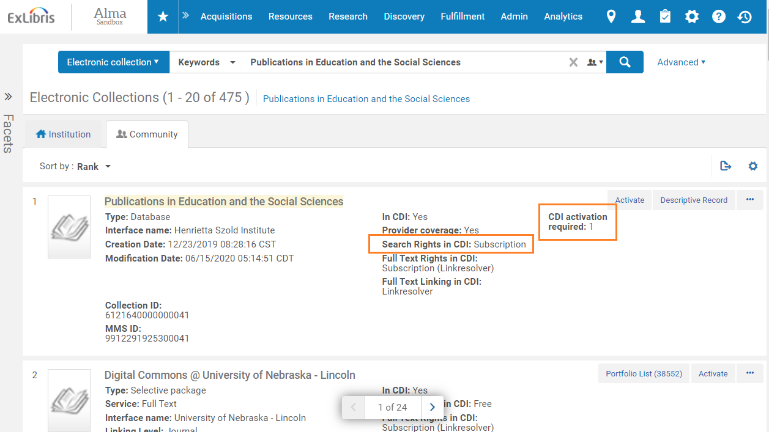 ExLibris
Alma
Sandbox
Acquisitions Resources Research Discovery Fulfillment Admin Analytics
Electronic collection Keywords Publications in Education and the Social Sciences Advanced
Electronic Collections (1 - 20 of 475 ) Publications in Education and the Social Sciences
Facets
Institution Community
Sort by : Rank
1 Publications in Education and the Social Sciences Activate Descriptive Record
Type: Database In CDI: Yes CDI activation
required: 1
Interface name: Henrietta Szold Institute Provider coverage: Yes
Creation Date: 12/23/2019 08:28:16 CST Search Rights in CDI: Subscription
Modification Date: 06/15/2020 05:14:51 CDT Full Text Rights in CDI:
Subscription (Linkresolver)
Full Text Linking in CDI:
Linkresolver
Collection ID:
6121640000000041
MMS ID:
9912291925300041
2 Digital Commons @ University of Nebraska - Lincoln Portfolio List (38552) Activate
Type: Selective package In CDI: Yes
Service: Full Text in CDI: Free
Interface name: University of Nebraska - Lincoln Full Text Rights in CDI:
Linking Level: Journal Subscription (Linkresolver)
1 of 24